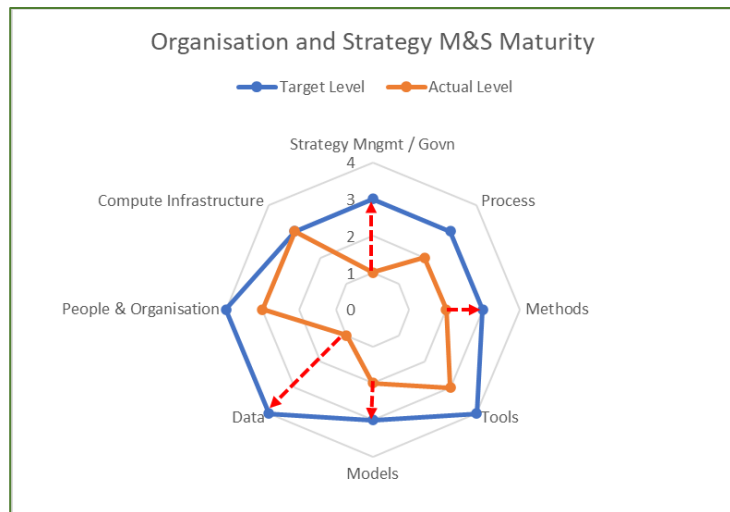 Organisation and Strategy M&S Maturity
Target Level Actual Level
Strategy Mngmt / Govn
4
Compute Infrastructure Process
3
2
1
People & Organisation 0 Methods
Data Tools
Models